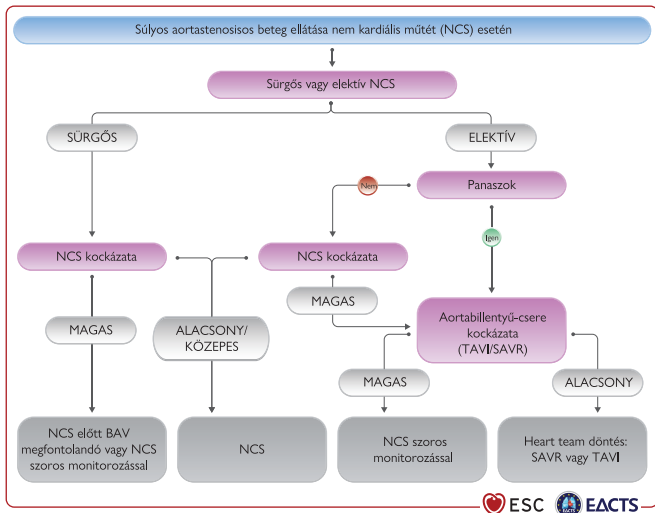 Súlyos aortastenosisos beteg ellátása nem kardiális műtét (NCS) esetén
Sürgős vagy elektív NCS
SÜRGŐS
ELEKTÍV
Nem
Panaszok
Igen
NCS kockázata
NCS kockázata
MAGAS
MAGAS
ALACSONY/
KÖZEPES
Aortabillentyű-csere
kockázata
(TAVI/SAVR)
MAGAS
ALACSONY
NCS előtt BAV
megfontolandó vagy NCS
szoros monitorozással
NCS
NCS szoros
monitorozással
Heart team döntés:
SAVR vagy TAVI
ESC
EACTS